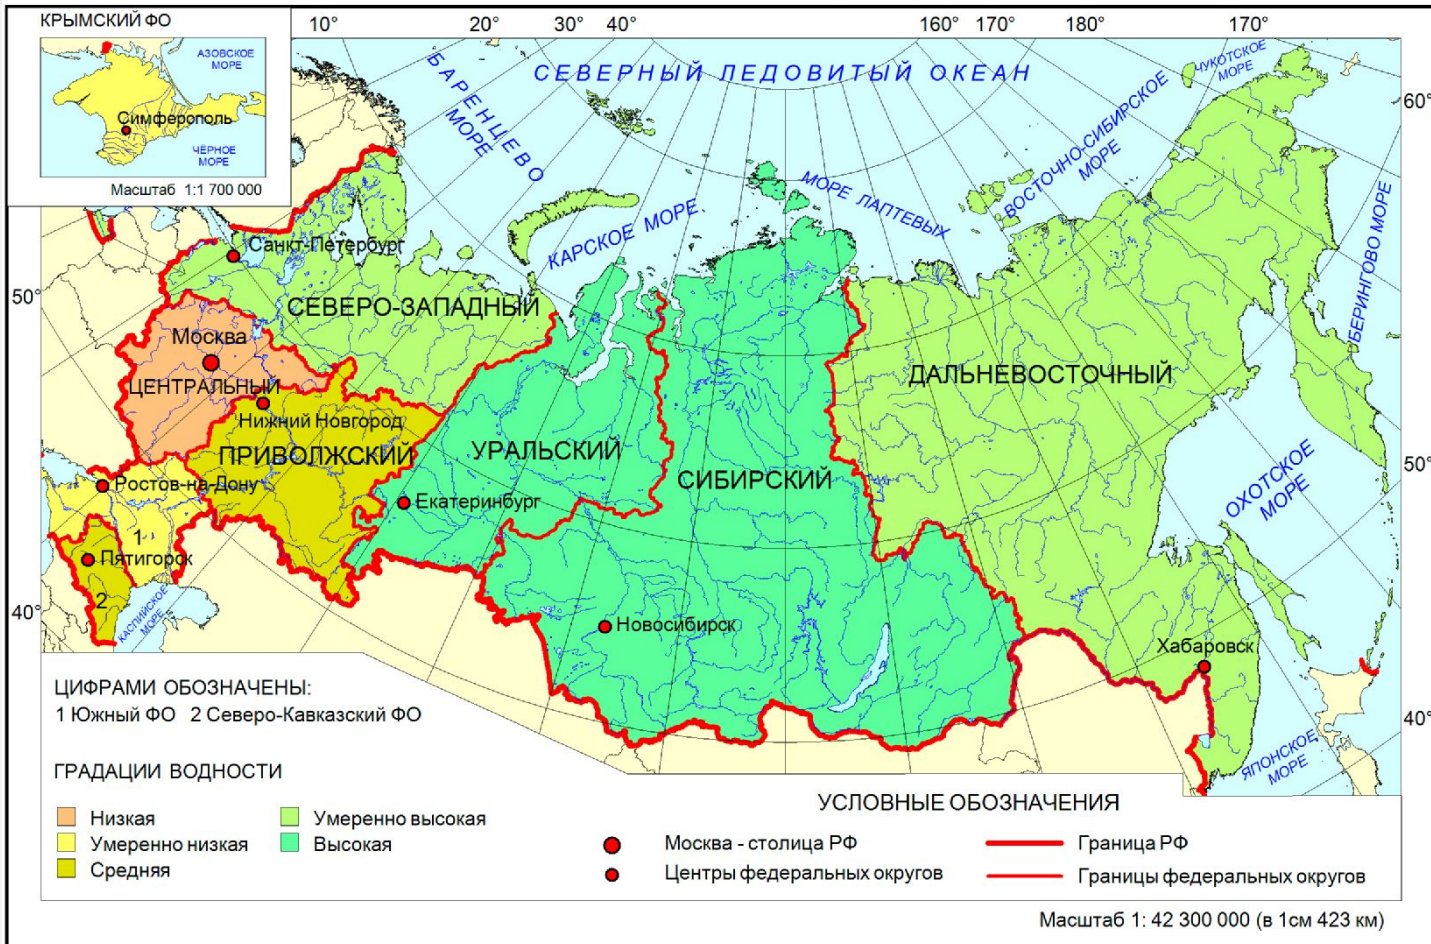 КРЫМСКИЙ ФО
АЗОВСКОЕ
МОРЕ
Симферополь
ЧЁРНОЕ
МОРЕ
Масштаб 1:1 700 000
10° 20° 30° 40° 160° 170° 180° 170°
60°
50°
40°
50°
40°
СЕВЕРНЫЙ ЛЕДОВИТЫЙ ОКЕАН
БАРЕНЦЕВО
МОРЕ
КАРСКОЕ МОРЕ
МОРЕ ЛАПТЕВЫХ
ВОСТОЧНО-СИБИРСКОЕ
МОРЕ
ЧУКОТСКОЕ
МОРЕ
БЕРИНГОВО МОРЕ
ОХОТСКОЕ
МОРЕ
ЯПОНСКОЕ
МОРЕ
КАСПИЙСКОЕ
МОРЕ
Санкт-Петербург
СЕВЕРО-ЗАПАДНЫЙ
Москва
ЦЕНТРАЛЬНЫЙ
Нижний Новгород
ПРИВОЛЖСКИЙ
Ростов-на-Дону
1
Пятигорск
2
УРАЛЬСКИЙ
Екатеринбург
СИБИРСКИЙ
Новосибирск
ДАЛЬНЕВОСТОЧНЫЙ
Хабаровск
ЦИФРАМИ ОБОЗНАЧЕНЫ:
1 Южный ФО 2 Северо-Кавказский ФО
ГРАДАЦИИ ВОДНОСТИ
Низкая
Умеренно низкая
Средняя
Умеренно высокая
Высокая
УСЛОВНЫЕ ОБОЗНАЧЕНИЯ
Москва - столица РФ
Центры федеральных округов
Граница РФ
Границы федеральных округов
Масштаб 1: 42 300 000 (в 1см 423 км)